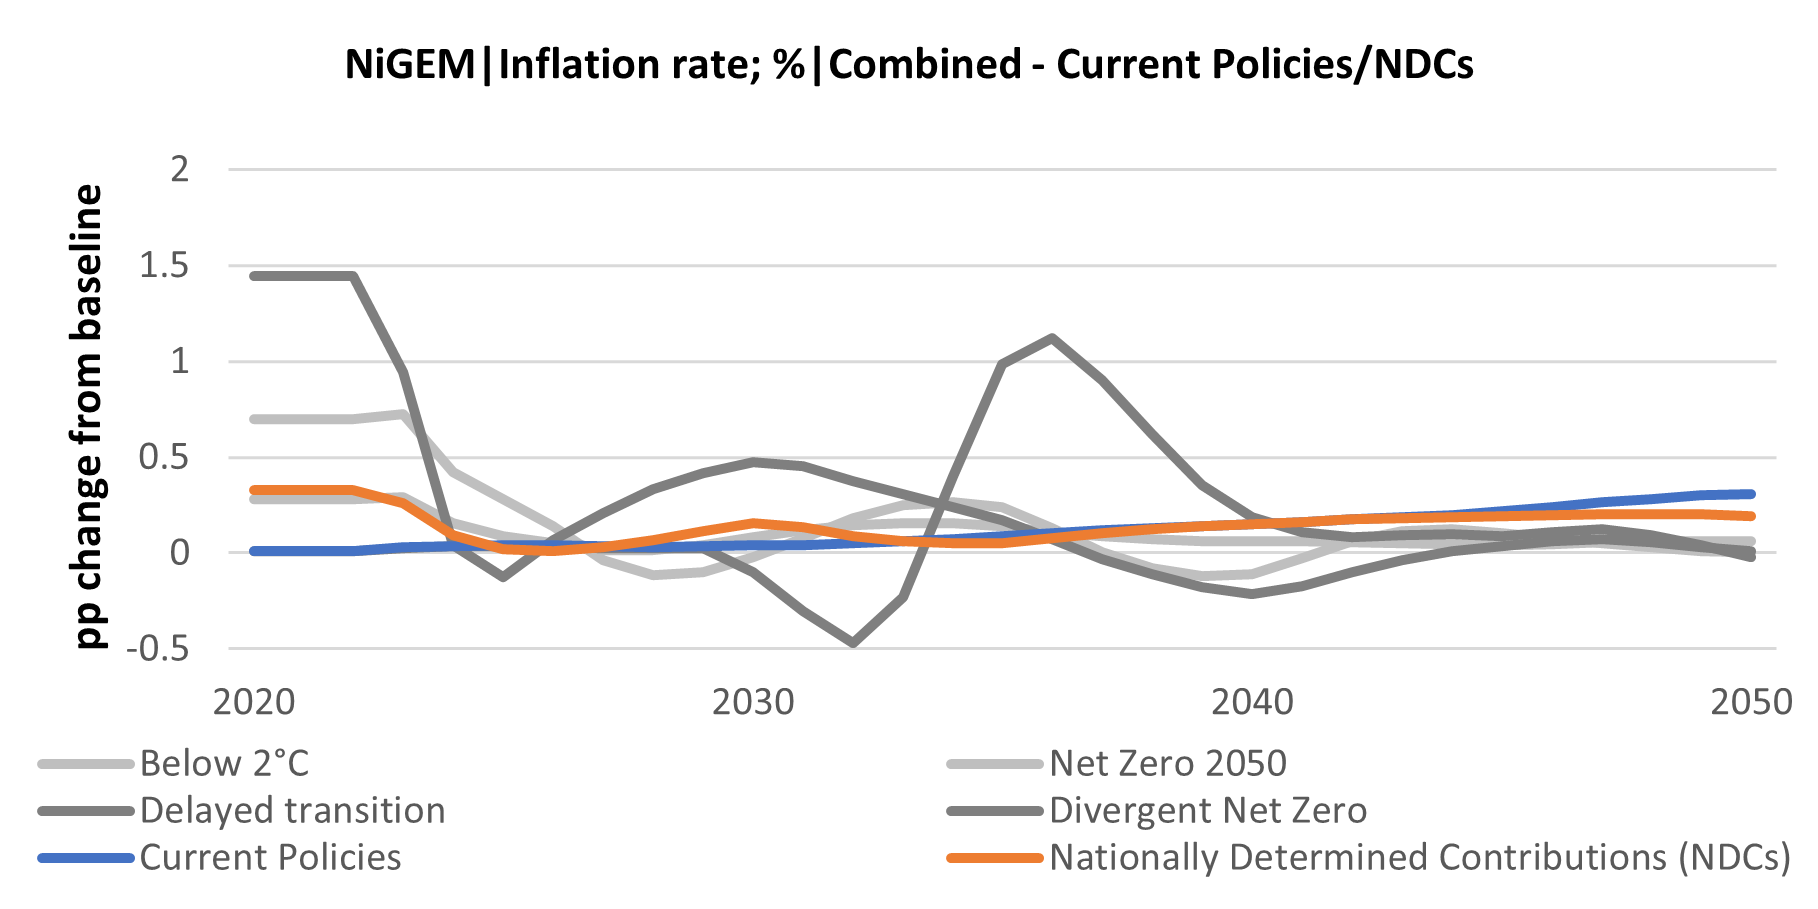 NiGEM|Inflation rate; %|Combined - Current Policies/NDCs
pp change from baseline
2
1.5
1
0.5
0
-0.5
2020 2030 2040 2050
Below 2°C Net Zero 2050
Delayed transition Divergent Net Zero
Current Policies Nationally Determined Contributions (NDCs)